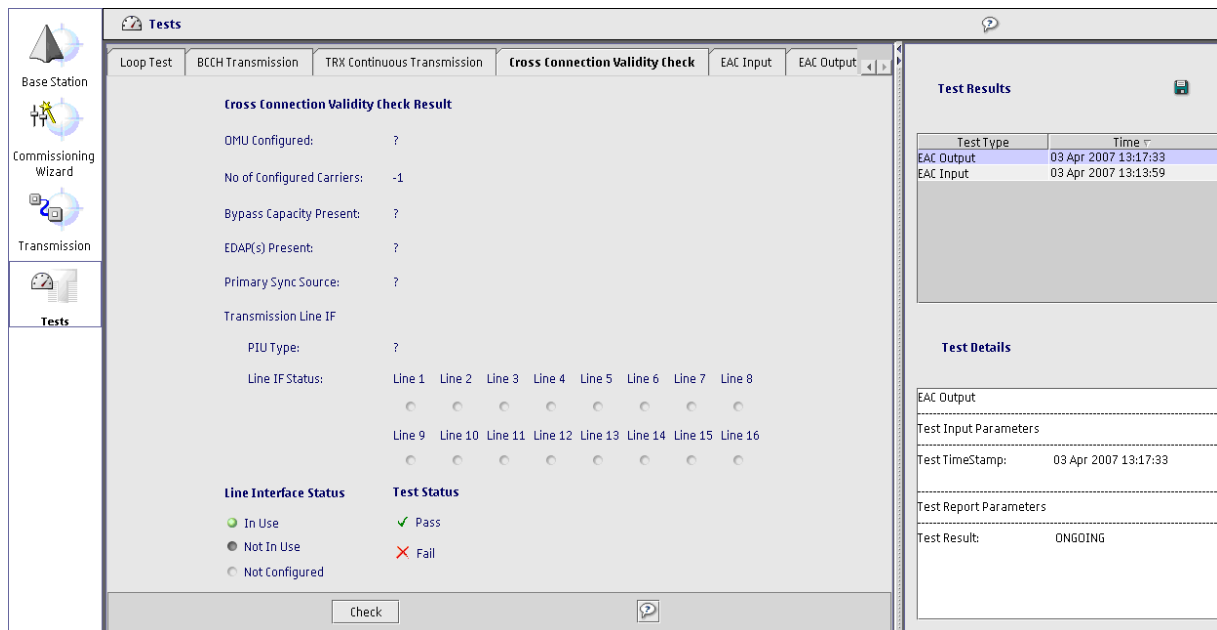 Tests
Base Station
Commissioning
Wizard
Transmission
Tests
Loop Test BCCH Transmission TRX Continuous Transmission Cross Connection Validity Check EAC Input EAC Output
Cross Connection Validity Check Result
OMU Configured: ?
No of Configured Carriers: -1
Bypass Capacity Present: ?
EDAP(s) Present: ?
Primary Sync Source: ?
Transmission Line IF
PIU Type: ?
Line IF Status: Line 1 Line 2 Line 3 Line 4 Line 5 Line 6 Line 7 Line 8
Line 9 Line 10 Line 11 Line 12 Line 13 Line 14 Line 15 Line 16
Line Interface Status Test Status
In Use Pass
Not In Use Fail
Not Configured
Check
Test Results
Test Type Time
EAC Output 03 Apr 2007 13:17:33
EAC Input 03 Apr 2007 13:13:59
Test Details
EAC Output
Test Input Parameters
Test TimeStamp: 03 Apr 2007 13:17:33
Test Report Parameters
Test Result: ONGOING